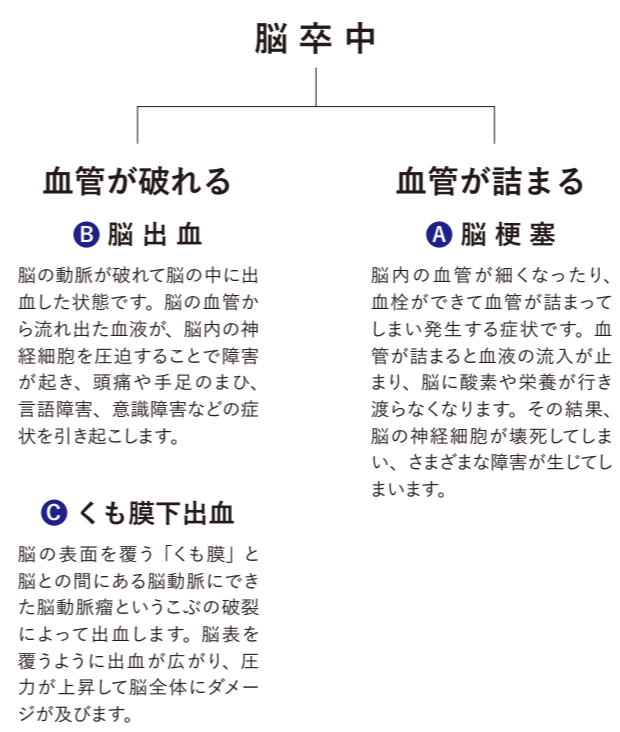 脳卒中
血管が破れる
B 脳出血
脳の動脈が破れて脳の中に出
血した状態です。脳の血管か
ら流れ出た血液が、脳内の神
経細胞を圧迫することで障害
が起き、頭痛や手足のまひ、
言語障害、意識障害などの症
状を引き起こします。
C くも膜下出血
脳の表面を覆う「くも膜」と
脳との間にある脳動脈にでき
た脳動脈瘤というこぶの破裂
によって出血します。脳表を
覆うように出血が広がり、圧
力が上昇して脳全体にダメー
ジが及びます。
血管が詰まる
A 脳梗塞
脳内の血管が細くなったり、
血栓ができて血管が詰まって
しまい発生する症状です。血
管が詰まると血液の流入が止
まり、脳に酸素や栄養が行き
渡らなくなります。その結果、
脳の神経細胞が壊死してしま
い、さまざまな障害が生じてし
まいます。